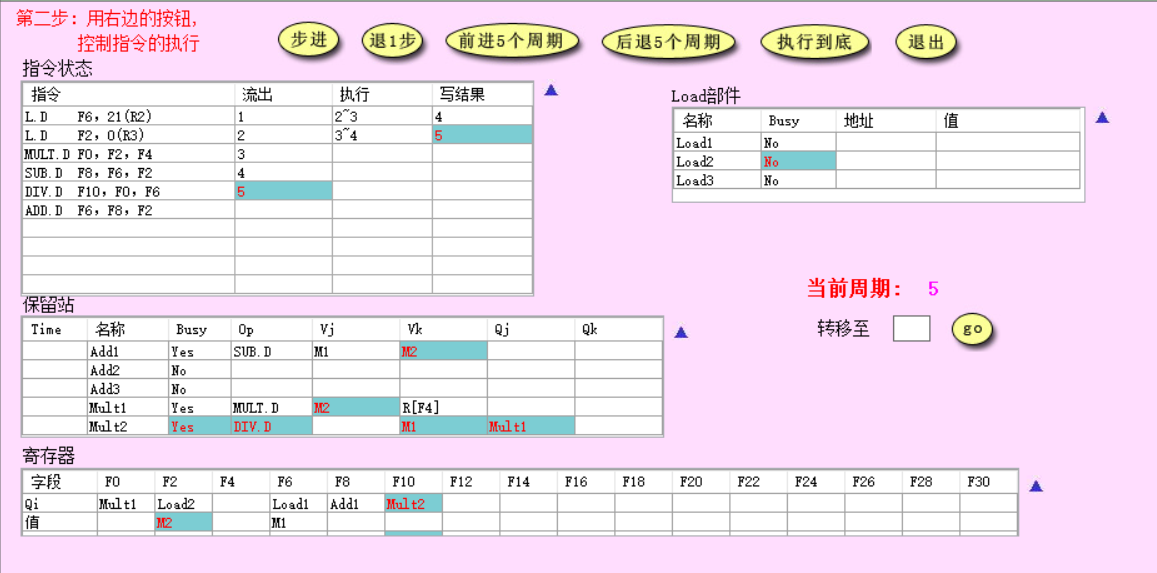 第二步：用右边的按钮，
控制指令的执行
步进 退1步 前进5个周期 后退5个周期 执行到底 退出
指令状态
指令 流出 执行 写结果
L.D F6，21(R2) 1 2~3 4
L.D F2，0(R3) 2 3~4 5
MULT.D F0，F2，F4 3
SUB.D F8，F6，F2 4
DIV.D F10，F0，F6 5
ADD.D F6，F8，F2
Load部件
名称 Busy 地址 值
Load1 No
Load2 No
Load3 No
当前周期： 5
转移至 go
保留站
Time 名称 Busy Op Vj Vk Qj Qk
Add1 Yes SUB.D M1 M2
Add2 No
Add3 No
Mult1 Yes MULT.D M2 R[F4]
Mult2 Yes DIV.D M1 Mult1
寄存器
字段 F0 F2 F4 F6 F8 F10 F12 F14 F16 F18 F20 F22 F24 F26 F28 F30
Qi Mult1 Load2 Load1 Add1 Mult2
值 M2 M1